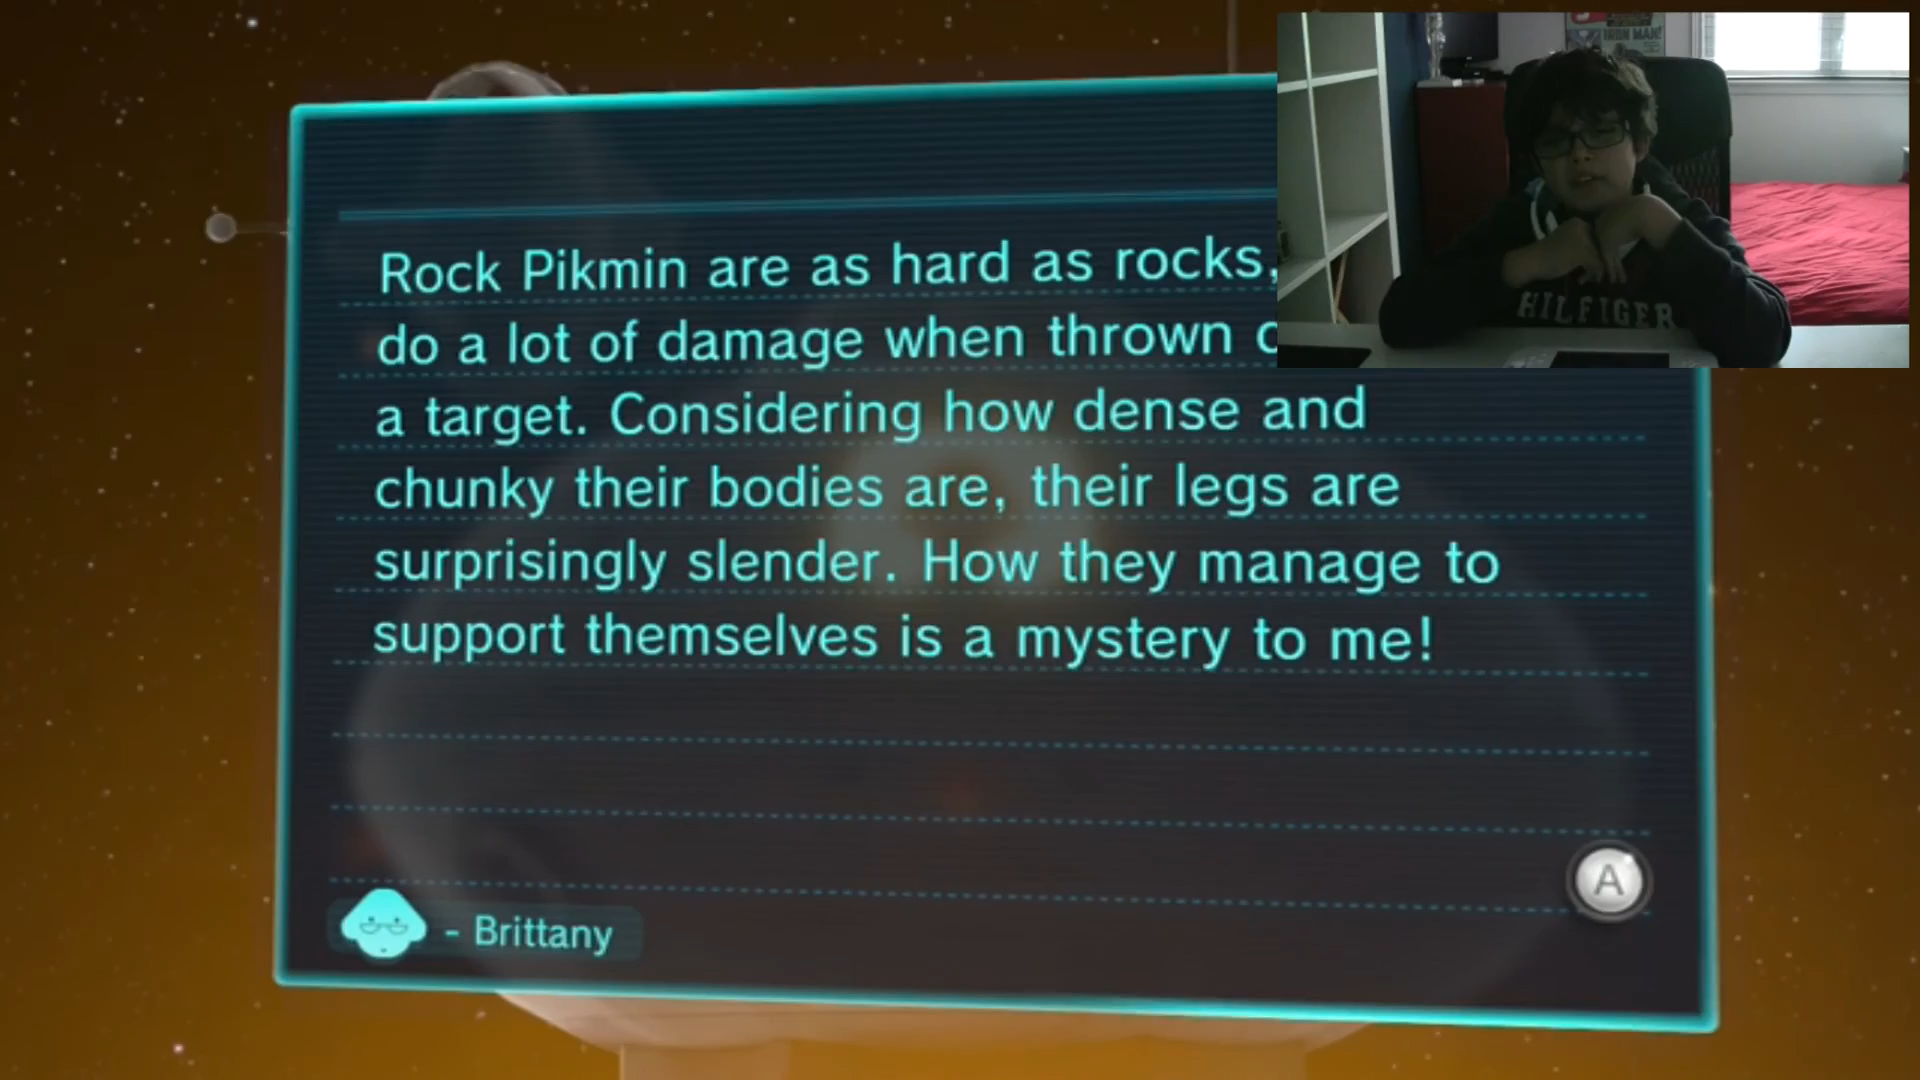 IRON MAN!
HILFIGER
Rock Pikmin are as hard as rocks,
do a lot of damage when thrown
a target. Considering how dense and
chunky their bodies are, their legs are
surprisingly slender. How they manage to
support themselves is a mystery to me!
A
- Brittany